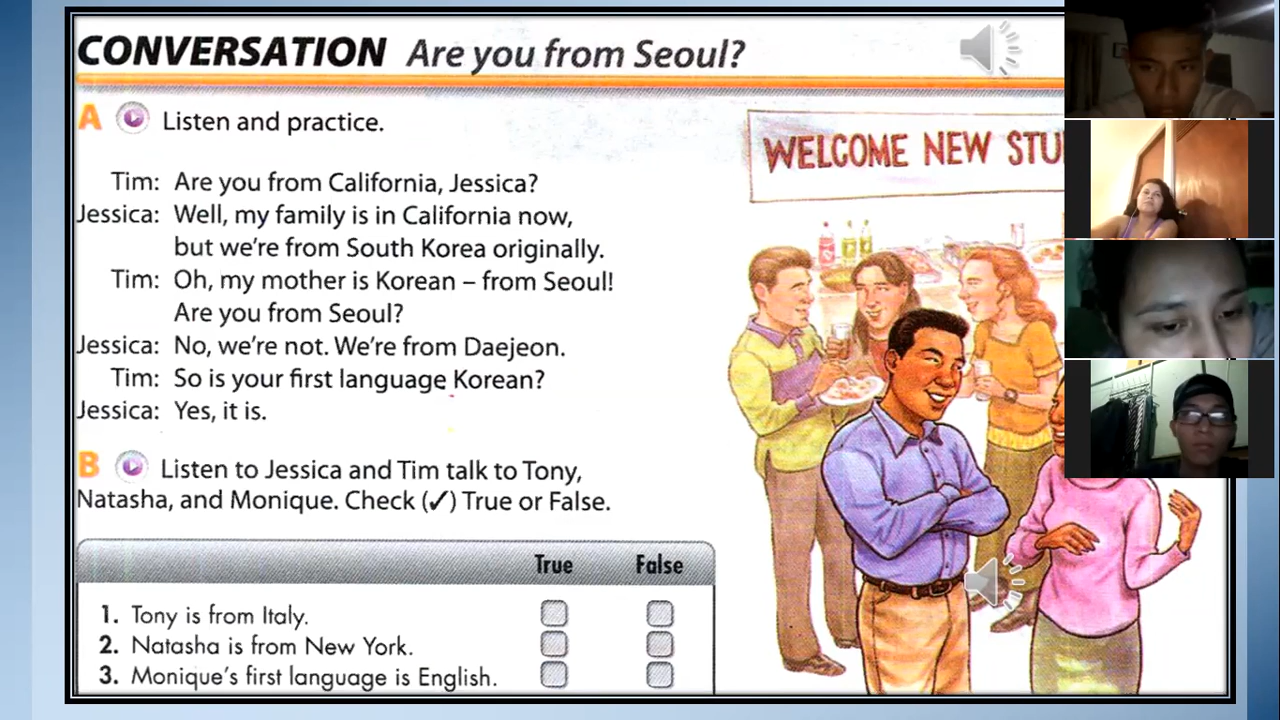 CONVERSATION Are you from Seoul?
A Listen and practice.
Tim: Are you from California, Jessica?
Jessica: Well, my family is in California now,
but we're from South Korea originally.
Tim: Oh, my mother is Korean – from Seoul!
Are you from Seoul?
Jessica: No, we're not. We're from Daejeon.
Tim: So is your first language Korean?
Jessica: Yes, it is.
B Listen to Jessica and Tim talk to Tony,
Natasha, and Monique. Check (✓) True or False.
True False
1. Tony is from Italy.
2. Natasha is from New York.
3. Monique's first language is English.
WELCOME NEW STU